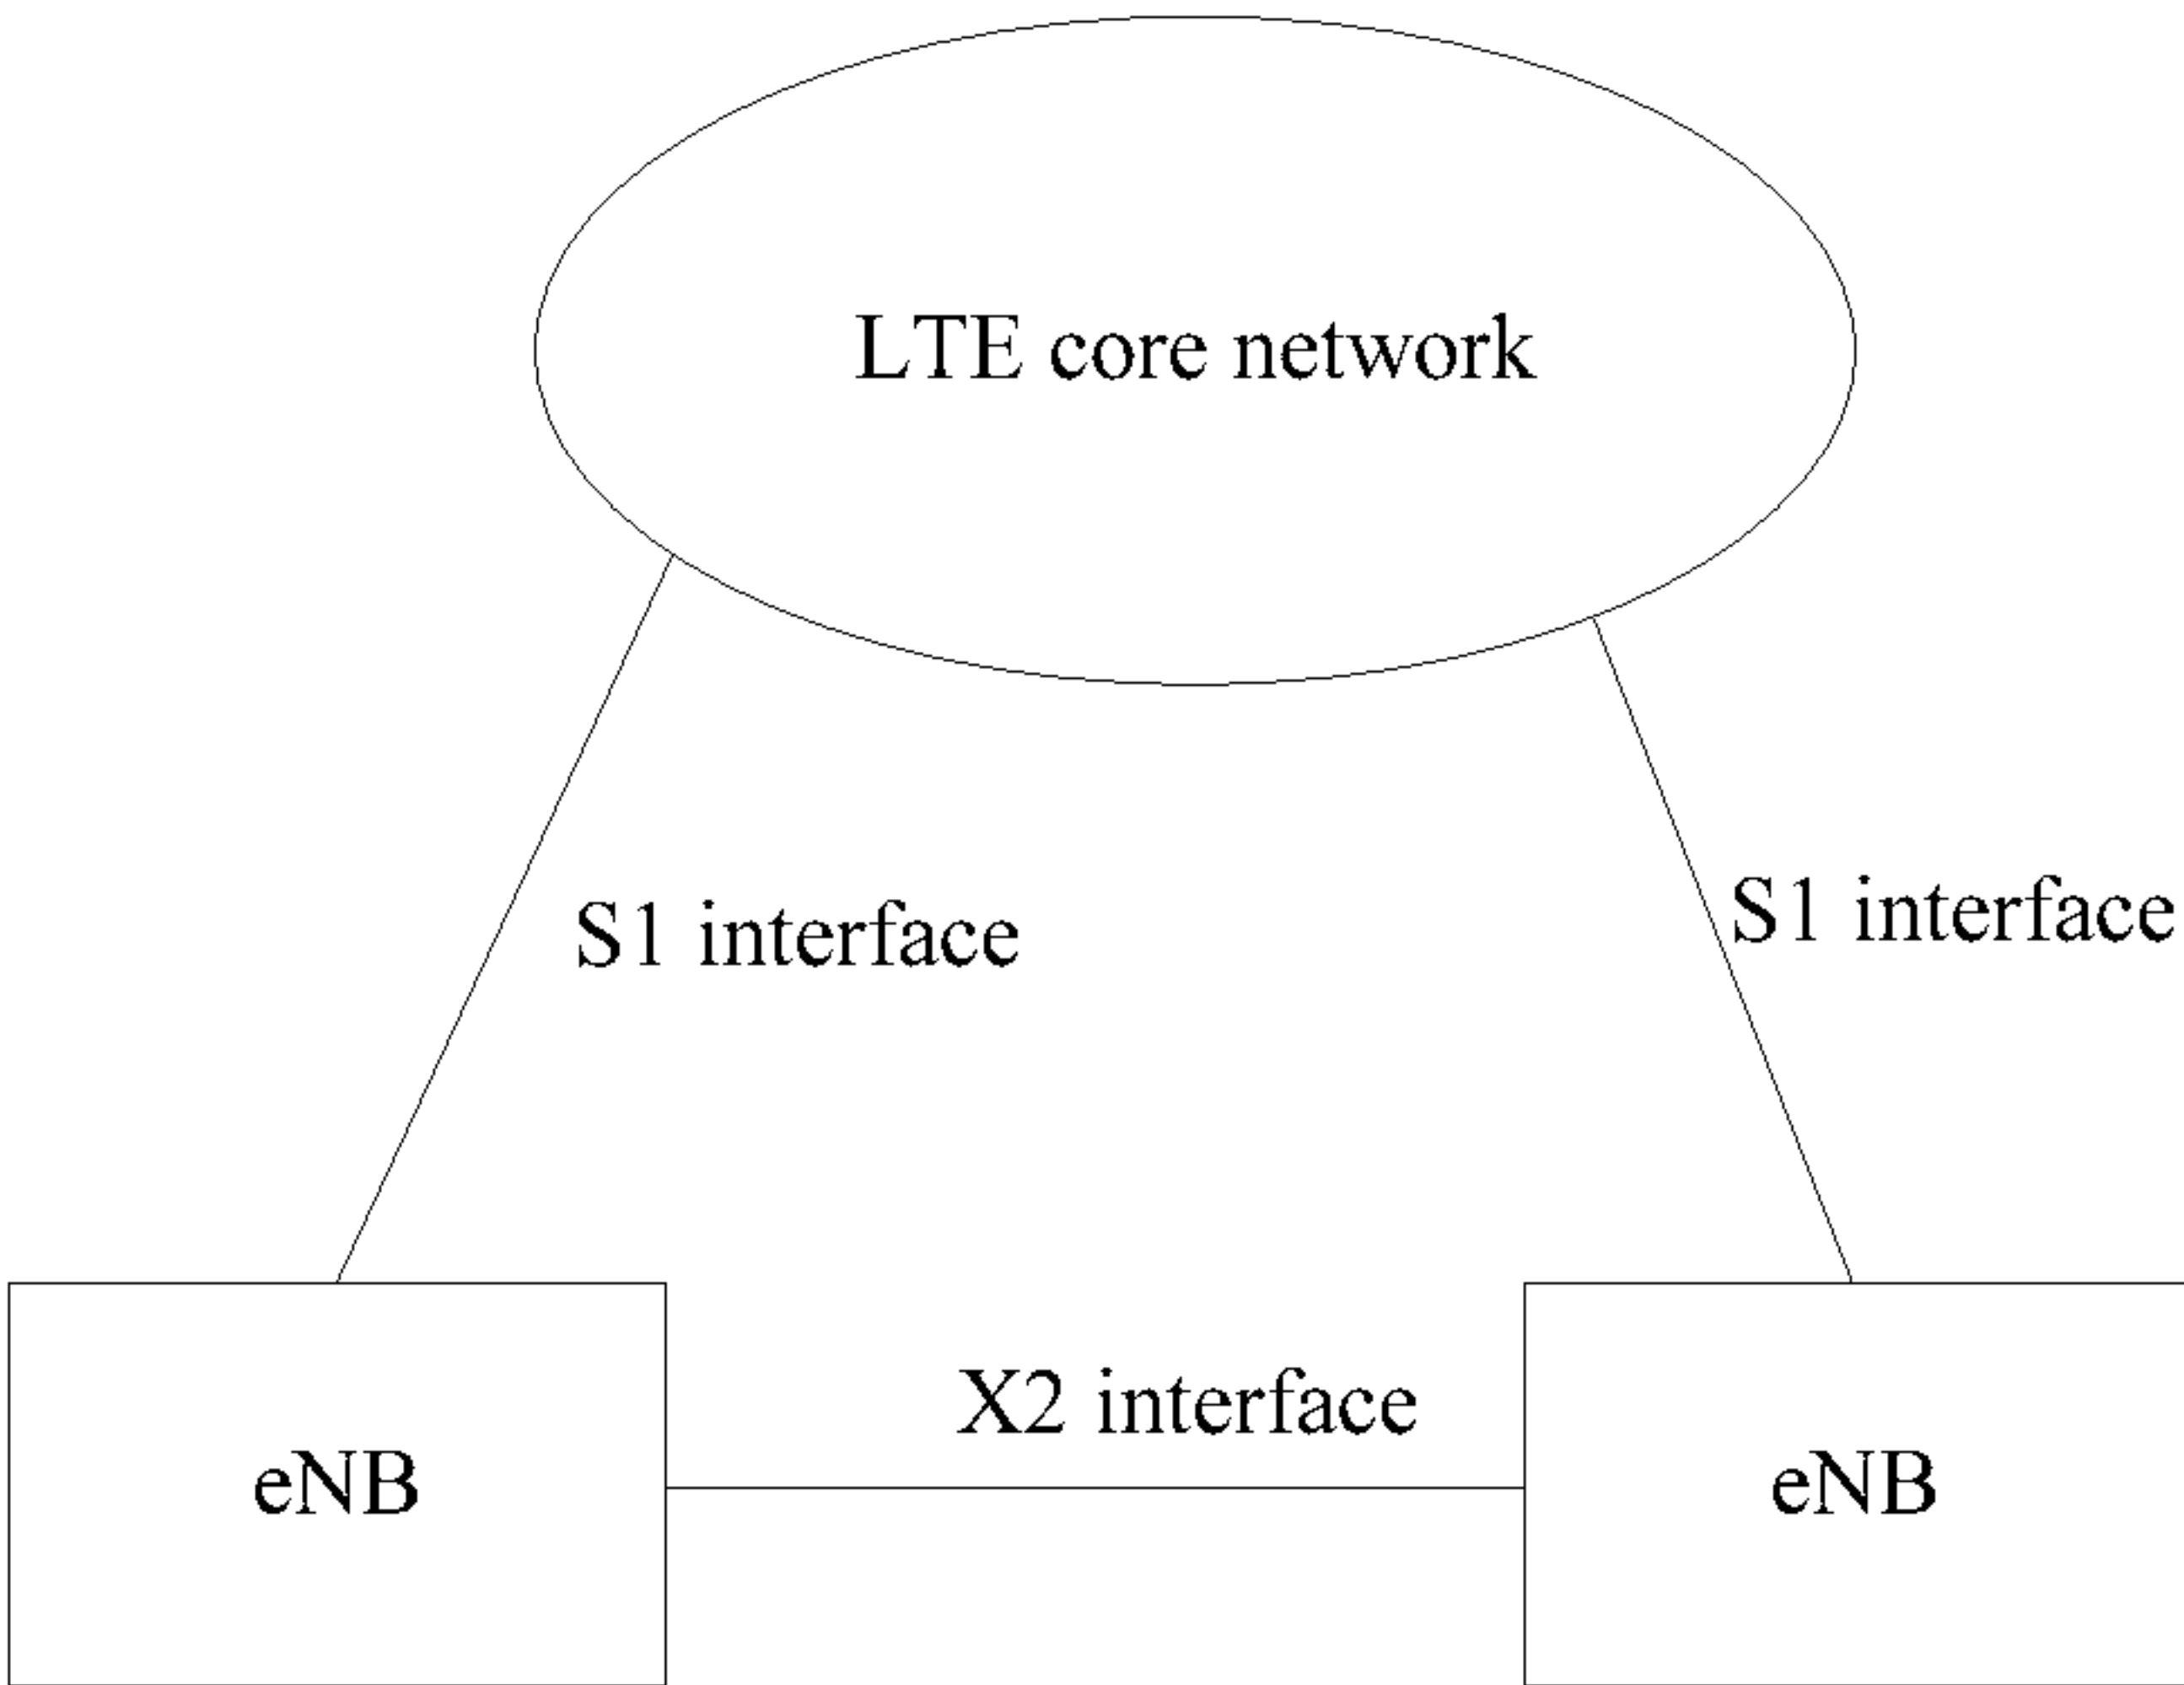 LTE core network
S1 interface
S1 interface
X2 interface
eNB
eNB